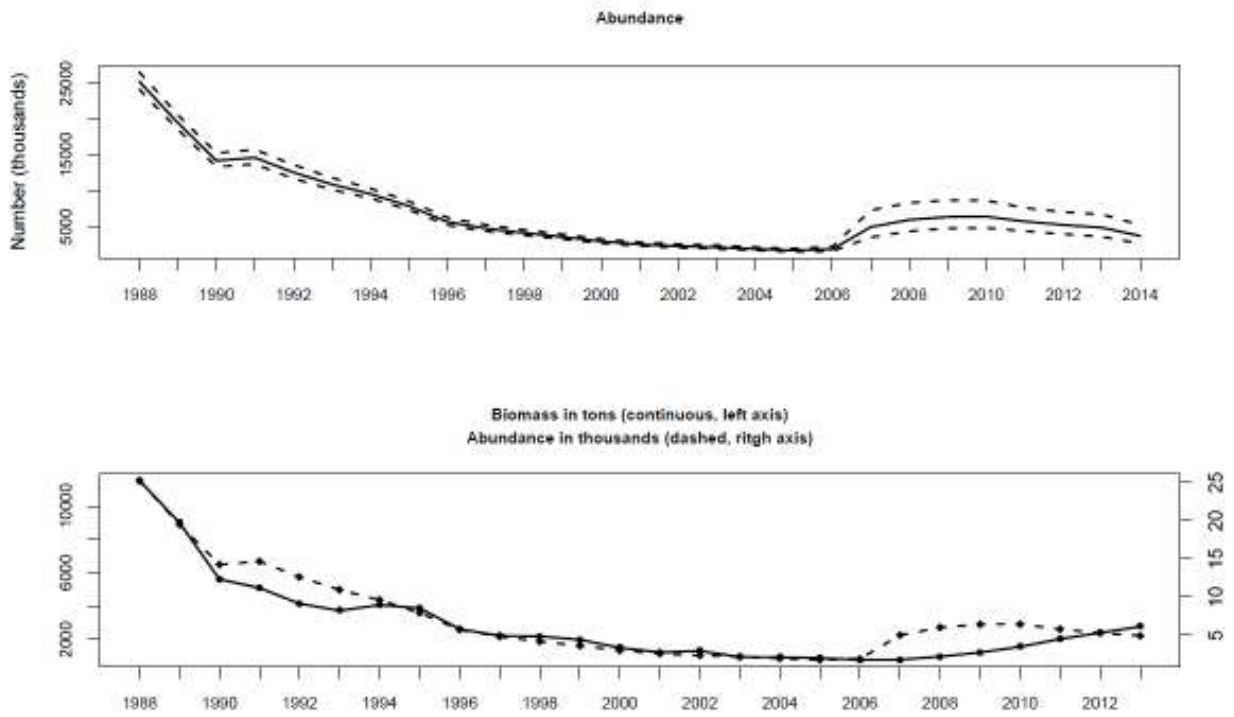 Abundance
Number (thousands)
25000
15000
5000
1988 1990 1992 1994 1996 1998 2000 2002 2004 2006 2008 2010 2012 2014
Biomass in tons (continuous, left axis)
Abundance in thousands (dashed, ritgh axis)
10000
6000
2000
25
20
15
10
5
1988 1990 1992 1994 1996 1998 2000 2002 2004 2006 2008 2010 2012